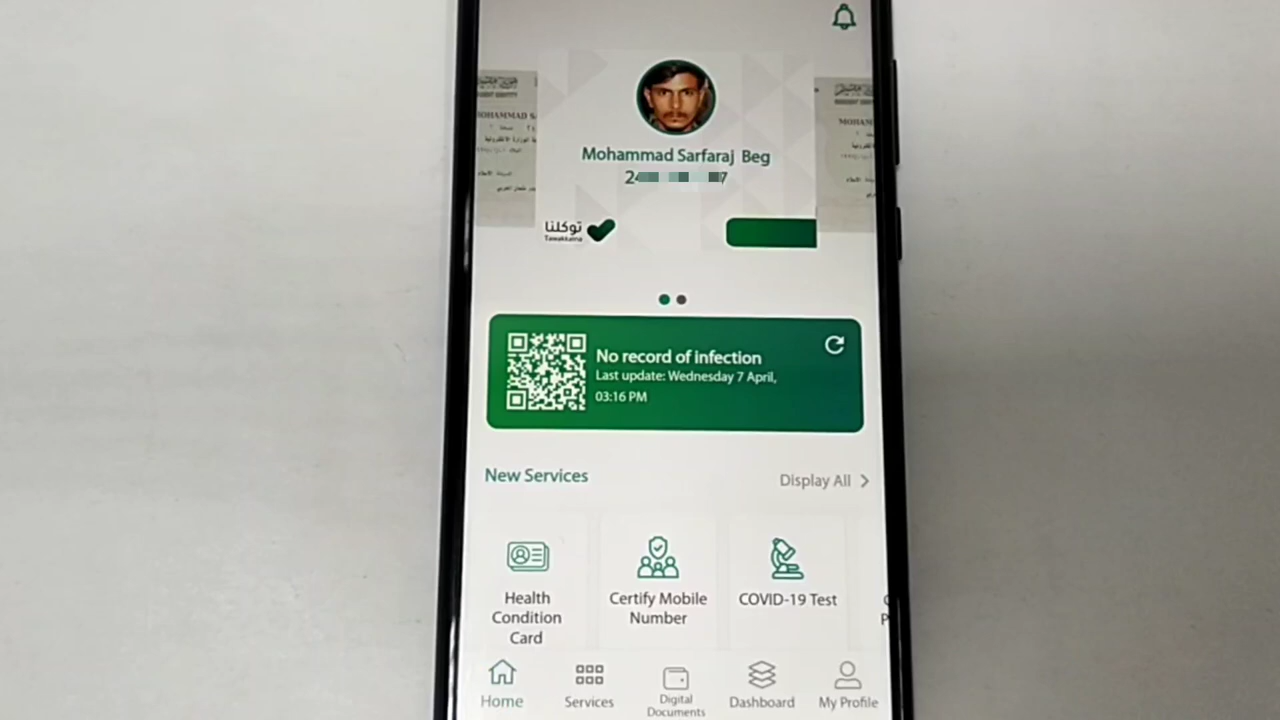 Mohammad Sarfaraj Beg
توكلنا
Tawakkalna
No record of infection
Last update: Wednesday 7 April,
03:16 PM
New Services
Display All
Health
Condition
Card
Certify Mobile
Number
COVID-19 Test
Home
Services
Digital
Documents
Dashboard
My Profile